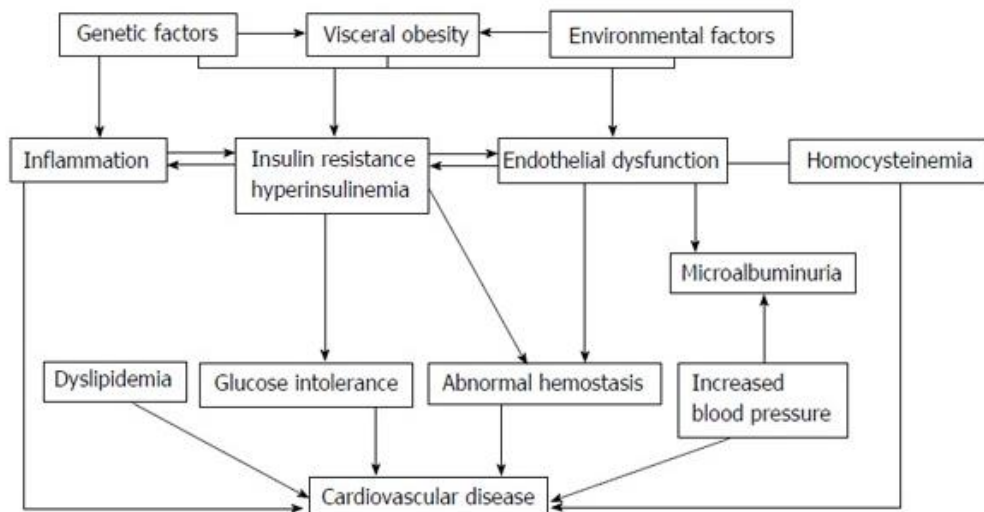 Genetic factors
Visceral obesity
Environmental factors
Inflammation
Insulin resistance
hyperinsulinemia
Endothelial dysfunction
Homocysteinemia
Microalbuminuria
Dyslipidemia
Glucose intolerance
Abnormal hemostasis
Increased
blood pressure
Cardiovascular disease